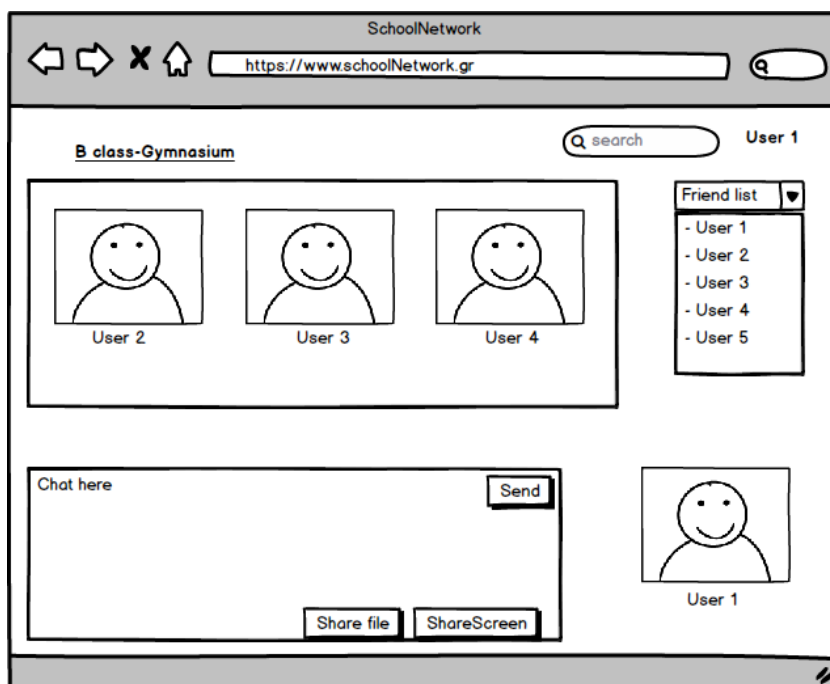 SchoolNetwork
https://www.schoolNetwork.gr
search
User 1
B class-Gymnasium
Friend list
- User 1
- User 2
- User 3
- User 4
- User 5
User 2
User 3
User 4
Chat here
Send
Share file
ShareScreen
User 1